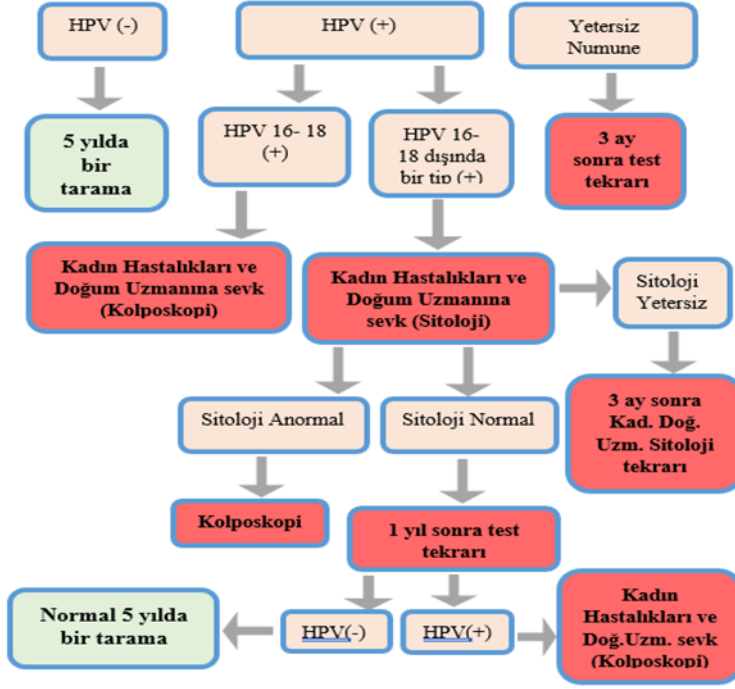 HPV (-)
HPV (+)
Yetersiz
Numune
5 yılda
bir
tarama
HPV 16- 18
(+)
HPV 16-
18 dışında
bir tip (+)
3 ay
sonra test
tekrarı
Kadın Hastalıkları ve
Doğum Uzmanına sevk
(Kolposkopi)
Kadın Hastalıkları ve
Doğum Uzmanına
sevk (Sitoloji)
Sitoloji
Yetersiz
Sitoloji Anormal
Sitoloji Normal
3 ay sonra
Kad. Doğ.
Uzm. Sitoloji
tekrarı
Kolposkopi
1 yıl sonra test
tekrarı
Normal 5 yılda
bir tarama
HPV(-)
HPV(+)
Kadın
Hastalıkları ve
Doğ.Uzm. sevk
(Kolposkopi)